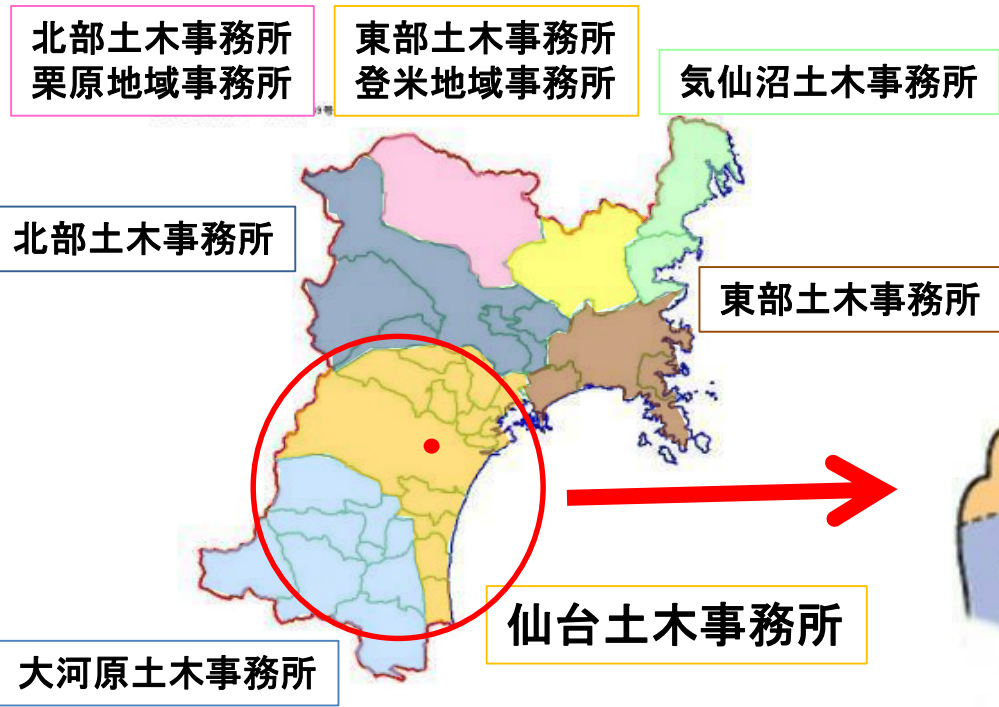 北部土木事務所
栗原地域事務所
東部土木事務所
登米地域事務所
気仙沼土木事務所
北部土木事務所
東部土木事務所
仙台土木事務所
大河原土木事務所